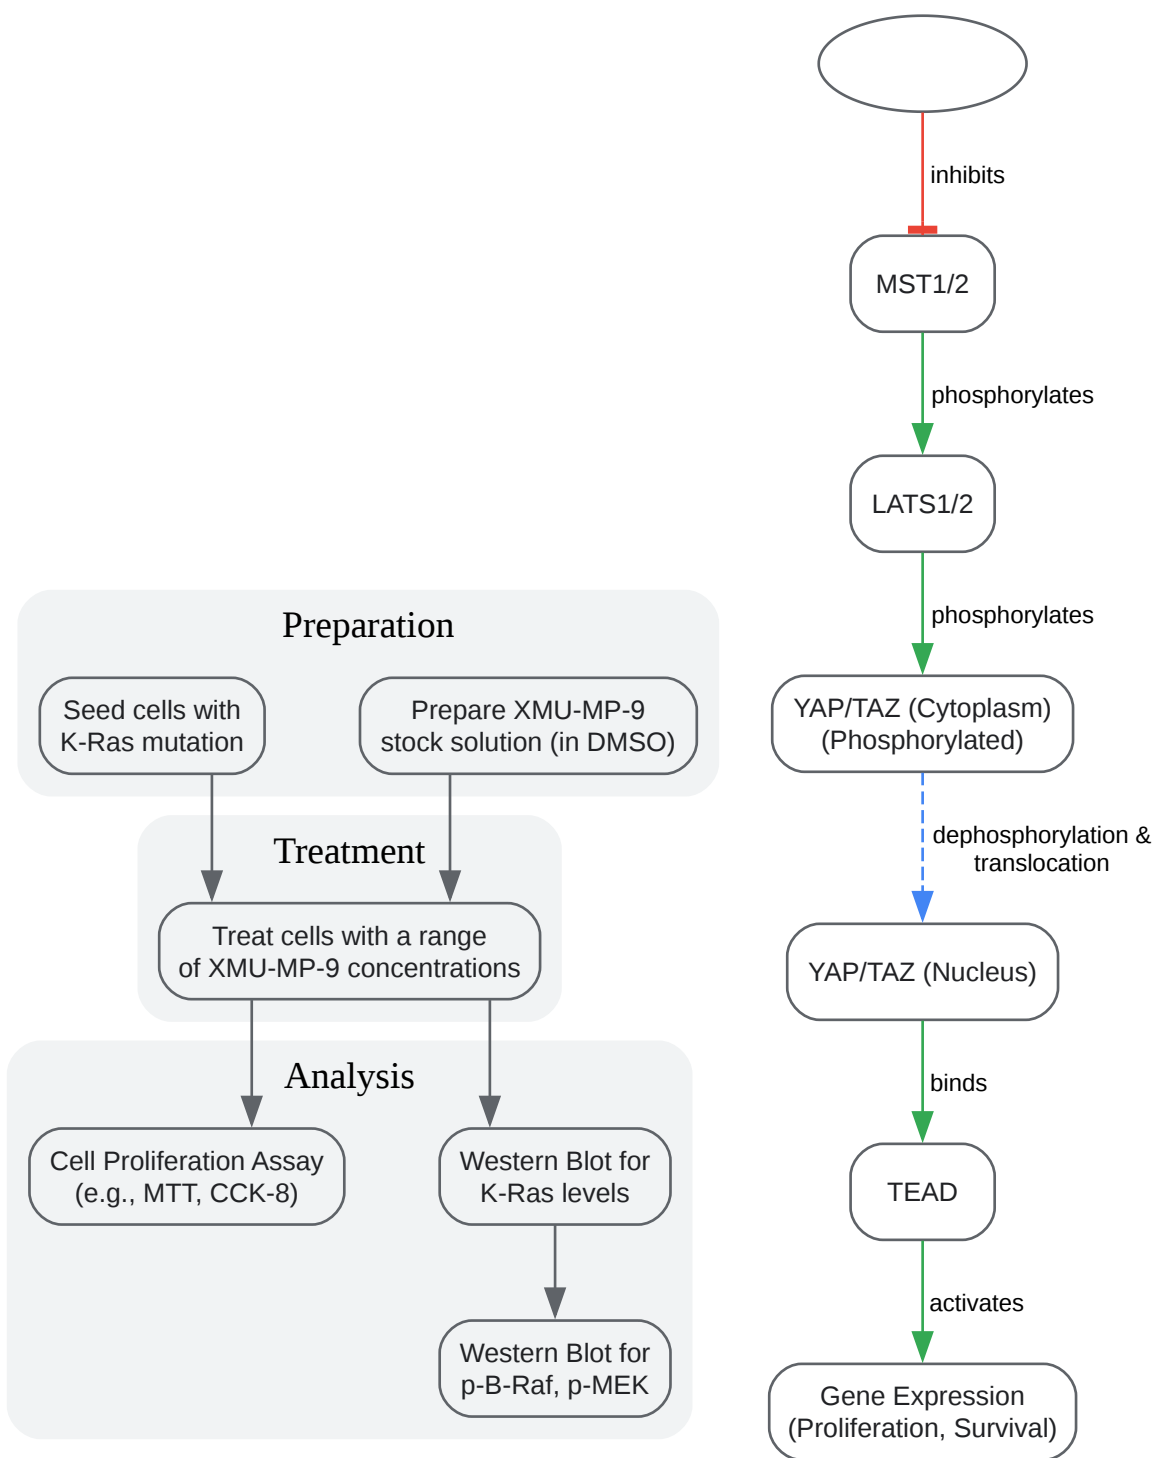 Preparation
Seed cells with
K-Ras mutation
Prepare XMU-MP-9
stock solution (in DMSO)
Treatment
Treat cells with a range
of XMU-MP-9 concentrations
Analysis
Cell Proliferation Assay
(e.g., MTT, CCK-8)
Western Blot for
K-Ras levels
Western Blot for
p-B-Raf, p-MEK
inhibits
MST1/2
phosphorylates
LATS1/2
phosphorylates
YAP/TAZ (Cytoplasm)
(Phosphorylated)
dephosphorylation &
translocation
YAP/TAZ (Nucleus)
binds
TEAD
activates
Gene Expression
(Proliferation, Survival)